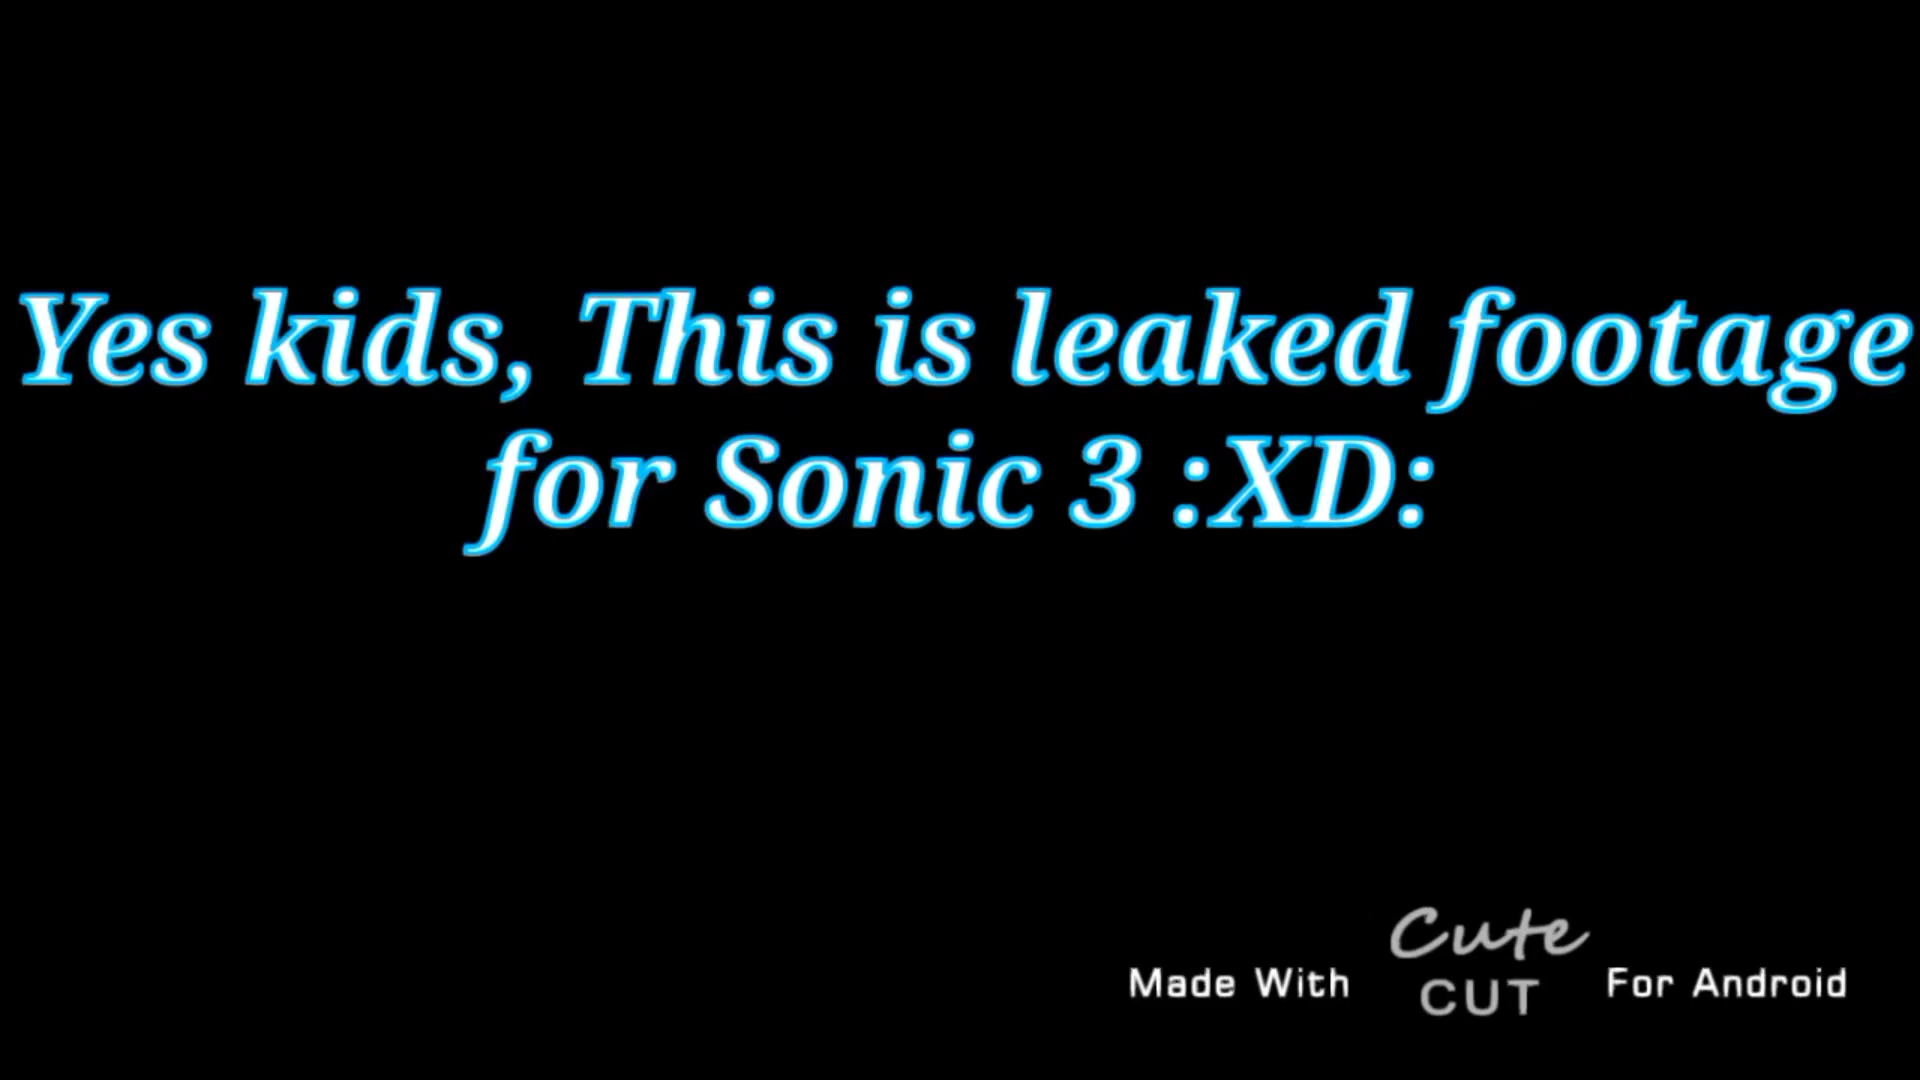 Yes kids, This is leaked footage
for Sonic 3 :XD:
Cute
Made With CUT For Android